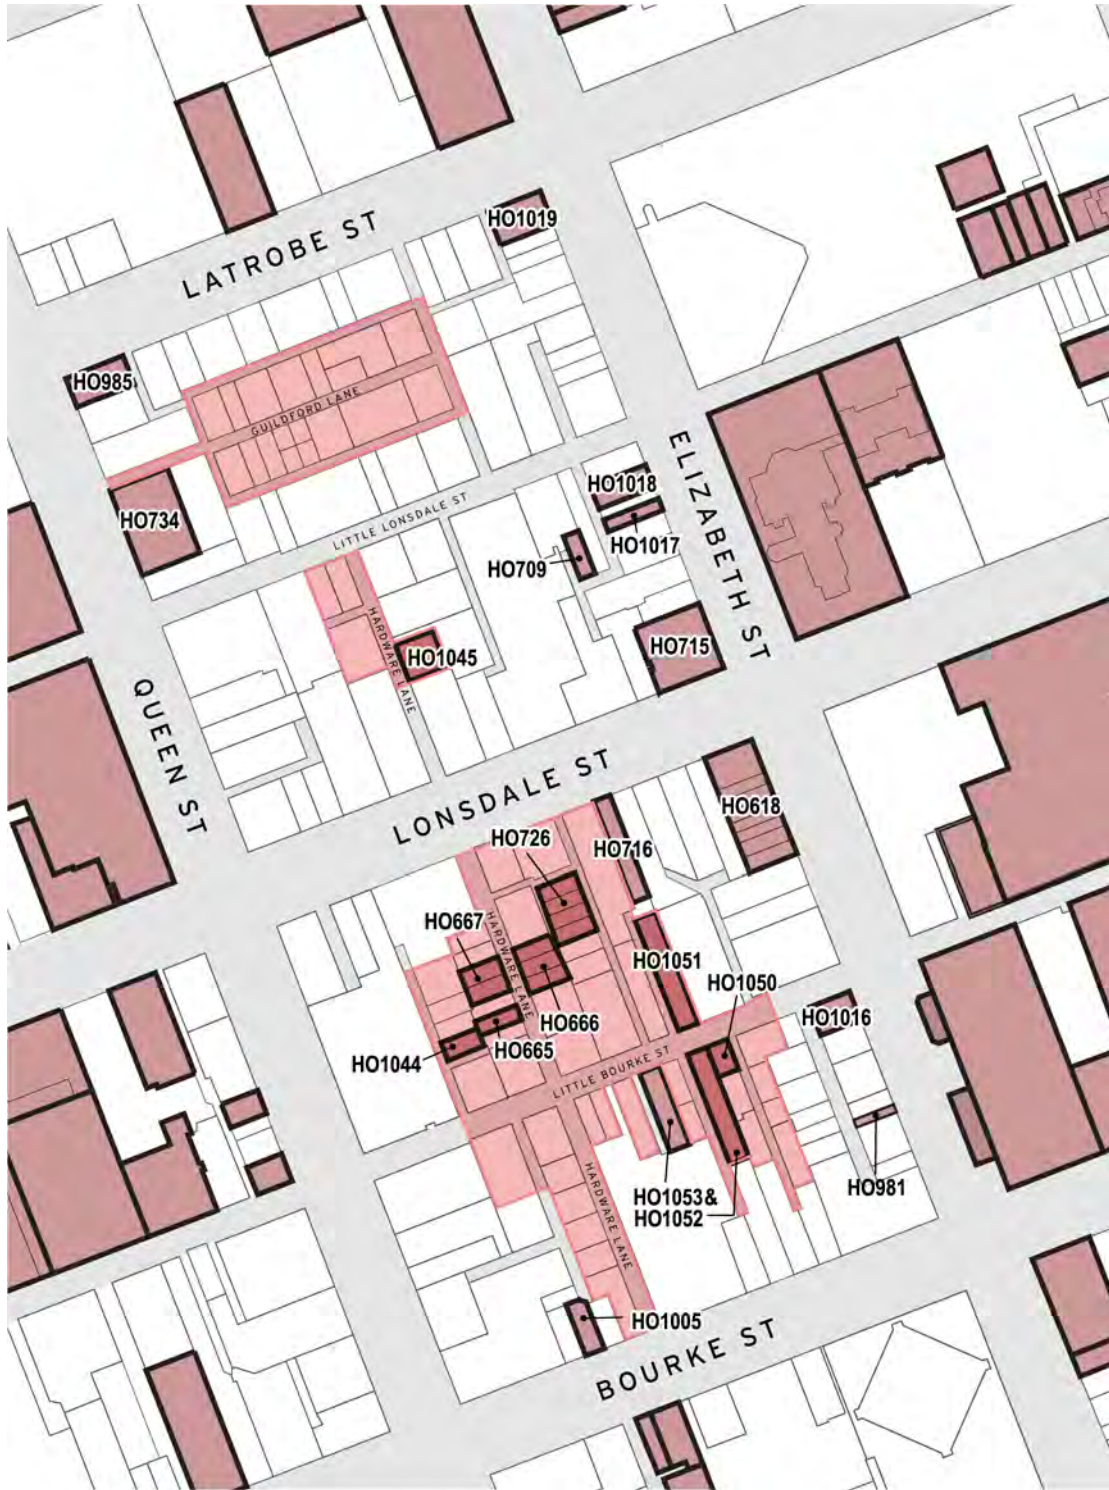 HO1019
LATROBE ST
HO985
GUILDFORD LANE
ELIZABETH ST
HO1018
HO734
LITTLE LONSDALE ST
HO1017
HO709
HARDWARE LANE
HO715
HO1045
QUEEN ST
LONSDALE ST
HO618
HO726
HO716
HO667
HARDWARE LANE
HO1051
HO1050
HO666
HO1016
HO665
HO1044
LITTLE BOURKE ST
HO981
HO1053&
HO1052
HARDWARE LANE
HO1005
BOURKE ST